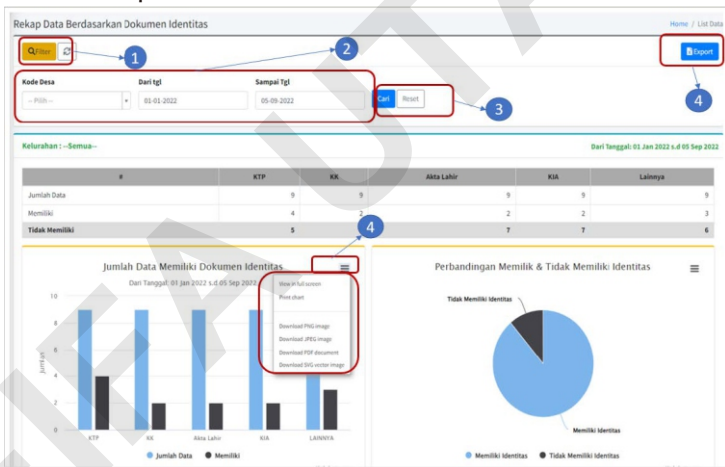 Rekap Data Berdasarkan Dokumen Identitas
Home / List Data
Filter
1
2
Export
Kode Desa Dari tgl Sampai Tgl
-- Pilih -- 01-01-2022 05-09-2022 Cari Reset
3
4
Kelurahan : --Semua-- Dari Tanggal: 01 Jan 2022 s.d 05 Sep 2022
# KTP KK Akta Lahir KIA Lainnya
Jumlah Data 9 9 9 9 9
Memiliki 4 2 2 2 3
Tidak Memiliki 5 7 7 6
4
Jumlah Data Memiliki Dokumen Identitas
Dari Tanggal: 01 Jan 2022 s.d 05 Sep 2022
View in full screen
Print chart
Download PNG image
Download JPEG image
Download PDF document
Download SVG vector image
10
8
6
4
2
0
Jumlah
KTP KK Akta Lahir KIA LAINNYA
Jumlah Data Memiliki
Perbandingan Memilik & Tidak Memiliki Identitas
Tidak Memiliki Identitas
Memiliki Identitas
Memiliki Identitas Tidak Memiliki Identitas